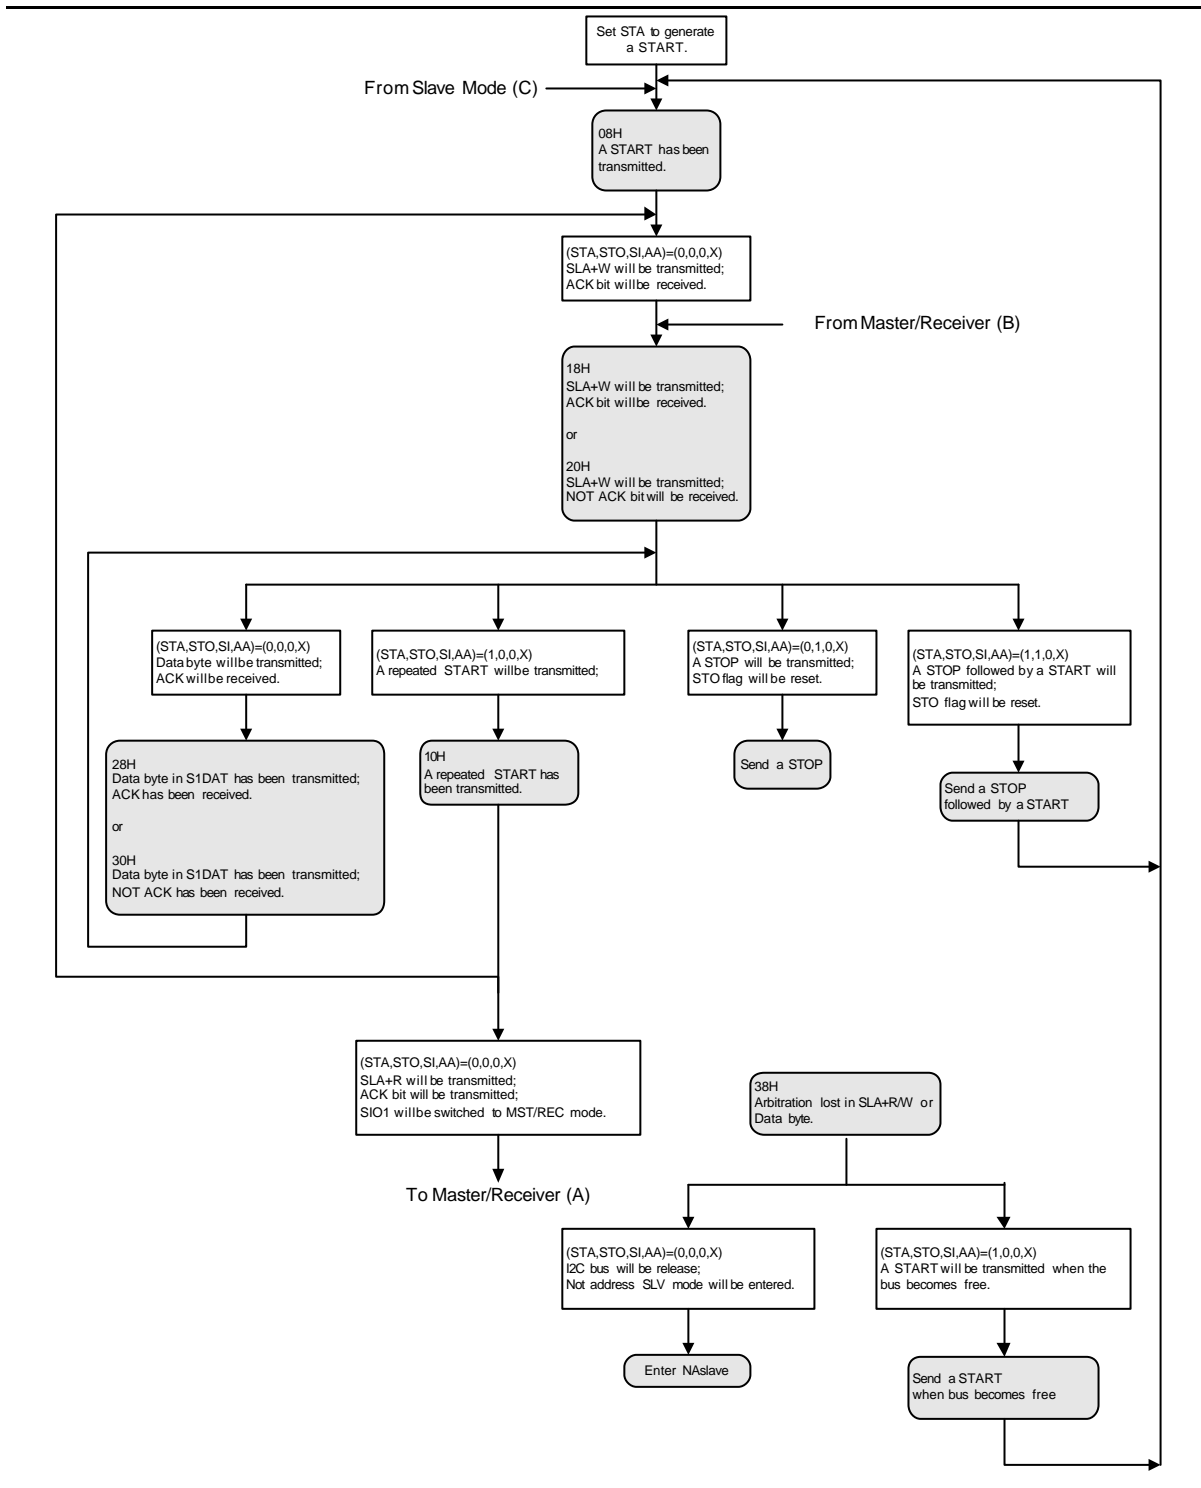 Set STA to generate
a START.
From Slave Mode (C)
08H
A START has been
transmitted.
(STA,STO,SI,AA)=(0,0,0,X)
SLA+W will be transmitted;
ACK bit will be received.
From Master/Receiver (B)
18H
SLA+W will be transmitted;
ACK bit will be received.
or
20H
SLA+W will be transmitted;
NOT ACK bit will be received.
(STA,STO,SI,AA)=(0,0,0,X)
Data byte will be transmitted;
ACK will be received.
(STA,STO,SI,AA)=(1,0,0,X)
A repeated START will be transmitted;
(STA,STO,SI,AA)=(0,1,0,X)
A STOP will be transmitted;
STO flag will be reset.
(STA,STO,SI,AA)=(1,1,0,X)
A STOP followed by a START will
be transmitted;
STO flag will be reset.
28H
Data byte in S1DAT has been transmitted;
ACK has been received.
or
30H
Data byte in S1DAT has been transmitted;
NOT ACK has been received.
10H
A repeated START has
been transmitted.
Send a STOP
Send a STOP
followed by a START
(STA,STO,SI,AA)=(0,0,0,X)
SLA+R will be transmitted;
ACK bit will be transmitted;
SIO1 will be switched to MST/REC mode.
To Master/Receiver (A)
38H
Arbitration lost in SLA+R/W or
Data byte.
(STA,STO,SI,AA)=(0,0,0,X)
I2C bus will be release;
Not address SLV mode will be entered.
(STA,STO,SI,AA)=(1,0,0,X)
A START will be transmitted when the
bus becomes free.
Enter NAslave
Send a START
when bus becomes free